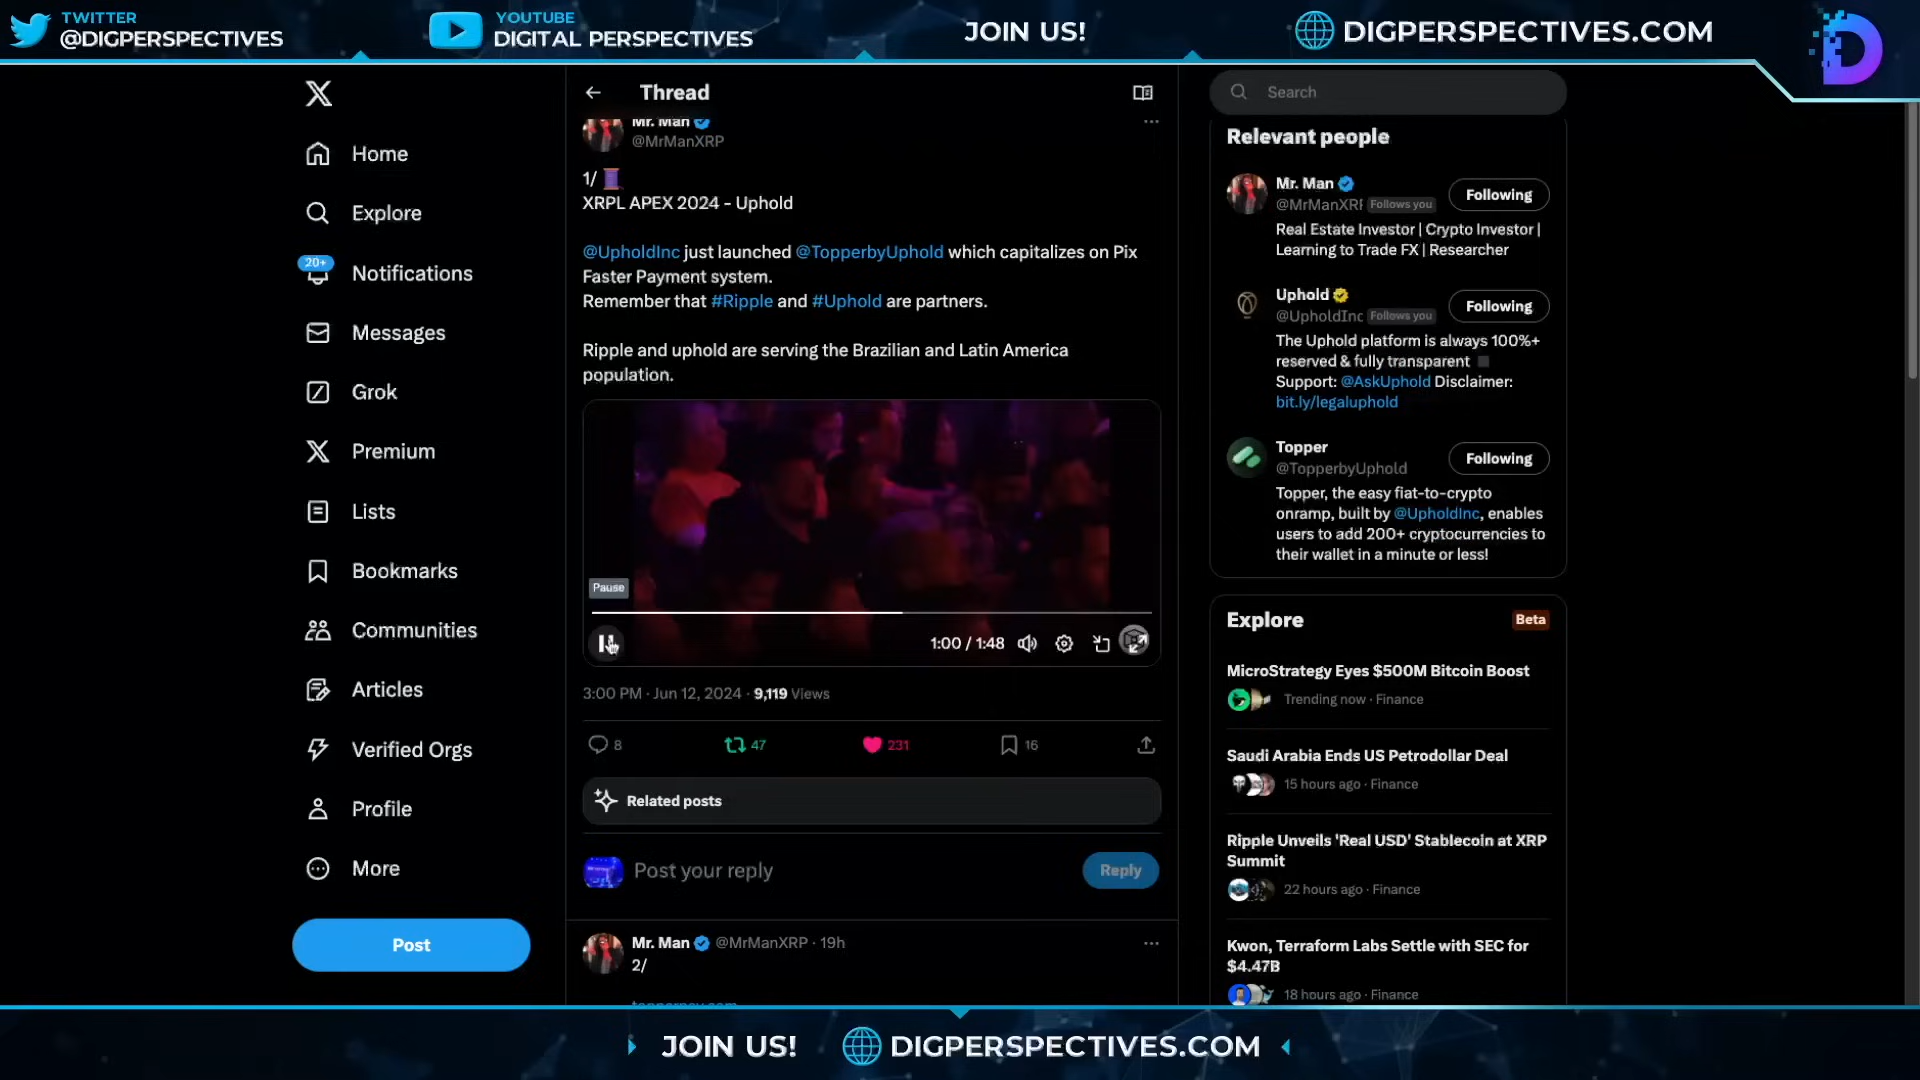 TWITTER
@DIGPERSPECTIVES
YOUTUBE
DIGITAL PERSPECTIVES
JOIN US!
DIGPERSPECTIVES.COM
Home
Explore
20+
Notifications
Messages
Grok
Premium
Lists
Bookmarks
Communities
Articles
Verified Orgs
Profile
More
Post
Thread
Mr. Man
@MrManXRP
1/
XRPL APEX 2024 - Uphold
@UpholdInc just launched @TopperbyUphold which capitalizes on Pix
Faster Payment system.
Remember that #Ripple and #Uphold are partners.
Ripple and uphold are serving the Brazilian and Latin America
population.
Pause
1:00 / 1:48
3:00 PM · Jun 12, 2024 · 9,119 Views
8
47
231
16
Related posts
Post your reply
Reply
Mr. Man @MrManXRP · 19h
2/
Search
Relevant people
Mr. Man
@MrManXRP Follows you
Following
Real Estate Investor | Crypto Investor |
Learning to Trade FX | Researcher
Uphold
@UpholdInc Follows you
Following
The Uphold platform is always 100%+
reserved & fully transparent
Support: @AskUphold Disclaimer:
bit.ly/legaluphold
Topper
@TopperbyUphold
Following
Topper, the easy fiat-to-crypto
onramp, built by @UpholdInc, enables
users to add 200+ cryptocurrencies to
their wallet in a minute or less!
Explore
Beta
MicroStrategy Eyes $500M Bitcoin Boost
Trending now · Finance
Saudi Arabia Ends US Petrodollar Deal
15 hours ago · Finance
Ripple Unveils 'Real USD' Stablecoin at XRP
Summit
22 hours ago · Finance
Kwon, Terraform Labs Settle with SEC for
$4.47B
18 hours ago · Finance
JOIN US!
DIGPERSPECTIVES.COM